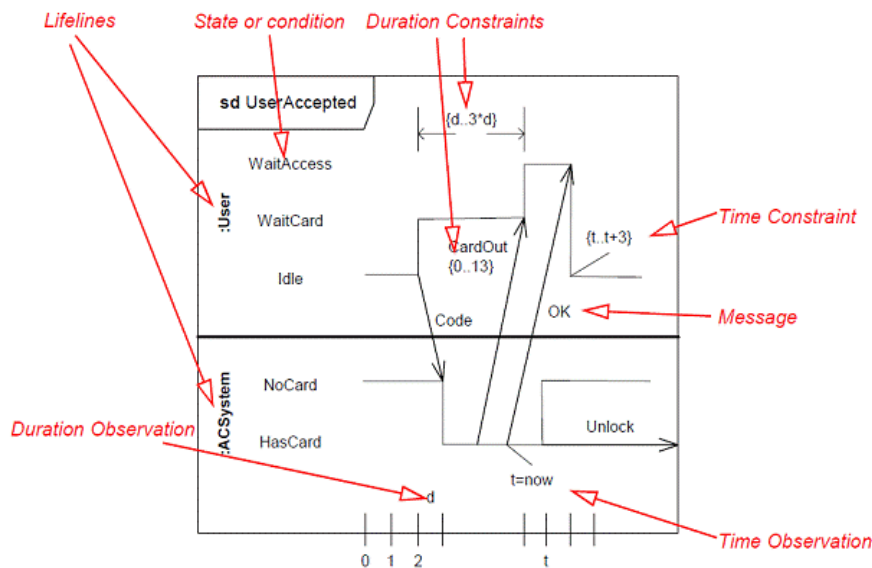 Lifelines
State or condition
Duration Constraints
sd UserAccepted
{d..3*d}
WaitAccess
:User
WaitCard
Time Constraint
CardOut
{0..13}
{t..t+3}
Idle
Code
OK
Message
:ACSystem
NoCard
Duration Observation
HasCard
Unlock
t=now
d
Time Observation
0 1 2 t